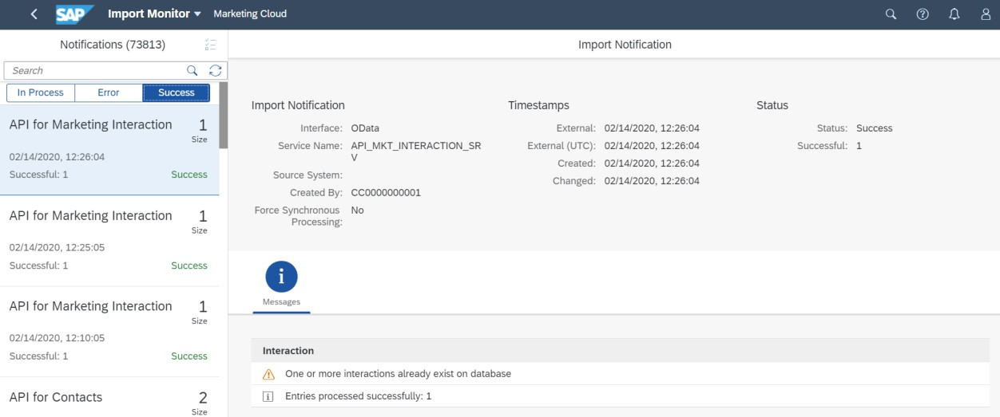 SAP Import Monitor Marketing Cloud
Notifications (73813)
Search
In Process Error Success
API for Marketing Interaction 1
Size
02/14/2020, 12:26:04
Successful: 1 Success
API for Marketing Interaction 1
Size
02/14/2020, 12:25:05
Successful: 1 Success
API for Marketing Interaction 1
Size
02/14/2020, 12:10:05
Successful: 1 Success
API for Contacts 2
Size
Import Notification
Import Notification
Interface: OData
Service Name: API_MKT_INTERACTION_SR
V
Source System:
Created By: CC0000000001
Force Synchronous No
Processing:
Timestamps
External: 02/14/2020, 12:26:04
External (UTC): 02/14/2020, 12:26:04
Created: 02/14/2020, 12:26:04
Changed: 02/14/2020, 12:26:04
Status
Status: Success
Successful: 1
Messages
Interaction
One or more interactions already exist on database
Entries processed successfully: 1